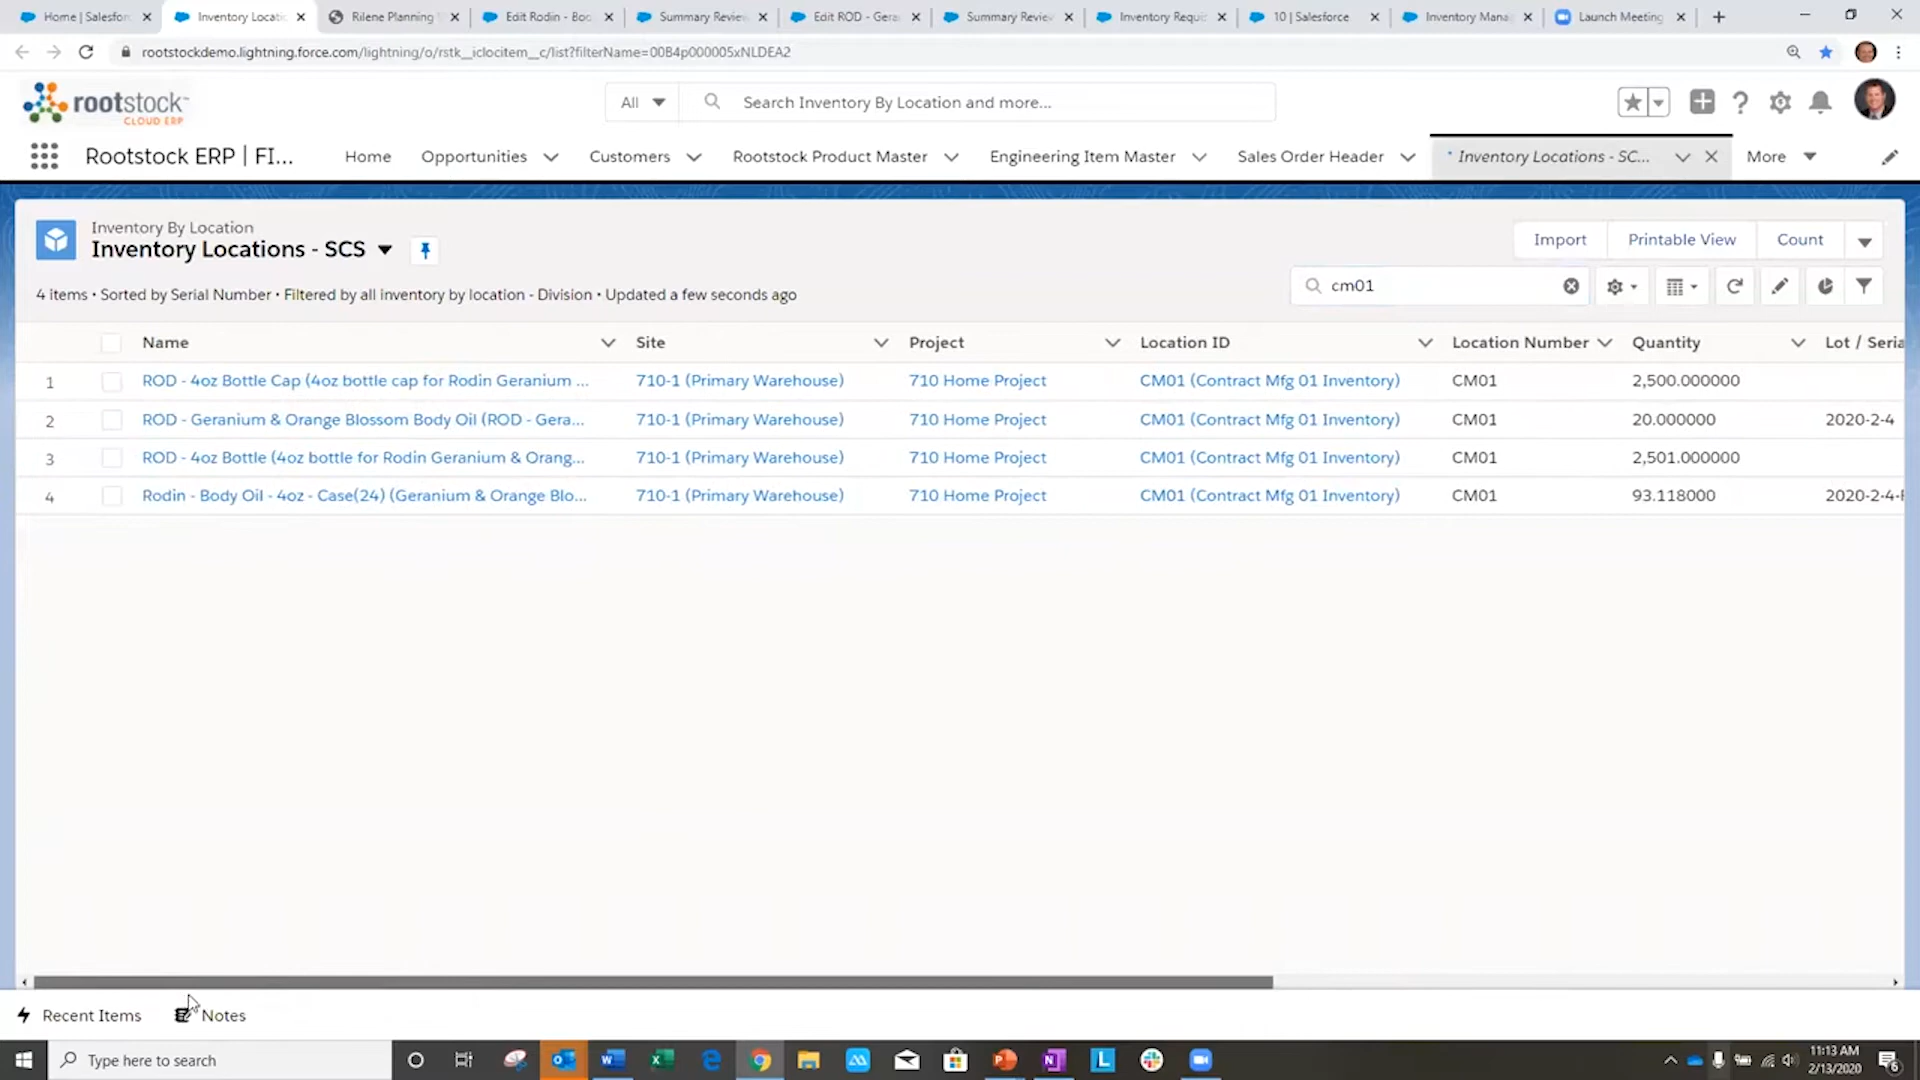 Home | Salesfor
Inventory Locati
Rilene Planning
Edit Rodin - Boo
Summary Review
Edit ROD - Gera
Summary Review
Inventory Requi
10 | Salesforce
Inventory Mana
Launch Meeting
rootstockdemo.lightning.force.com/lightning/o/rstk__iclocitem__c/list?filterName=00B4p000005xNLDEA2
rootstock
CLOUD ERP
All
Search Inventory By Location and more...
Rootstock ERP | FI...
Home
Opportunities
Customers
Rootstock Product Master
Engineering Item Master
Sales Order Header
* Inventory Locations - SC...
More
Inventory By Location
Inventory Locations - SCS
Import
Printable View
Count
4 items • Sorted by Serial Number • Filtered by all inventory by location - Division • Updated a few seconds ago
cm01
Name Site Project Location ID Location Number Quantity Lot / Seria
1 ROD - 4oz Bottle Cap (4oz bottle cap for Rodin Geranium ... 710-1 (Primary Warehouse) 710 Home Project CM01 (Contract Mfg 01 Inventory) CM01 2,500.000000
2 ROD - Geranium & Orange Blossom Body Oil (ROD - Gera... 710-1 (Primary Warehouse) 710 Home Project CM01 (Contract Mfg 01 Inventory) CM01 20.000000 2020-2-4
3 ROD - 4oz Bottle (4oz bottle for Rodin Geranium & Orang... 710-1 (Primary Warehouse) 710 Home Project CM01 (Contract Mfg 01 Inventory) CM01 2,501.000000
4 Rodin - Body Oil - 4oz - Case(24) (Geranium & Orange Blo... 710-1 (Primary Warehouse) 710 Home Project CM01 (Contract Mfg 01 Inventory) CM01 93.118000 2020-2-4-
Recent Items
Notes
Type here to search
11:13 AM
2/13/2020
6